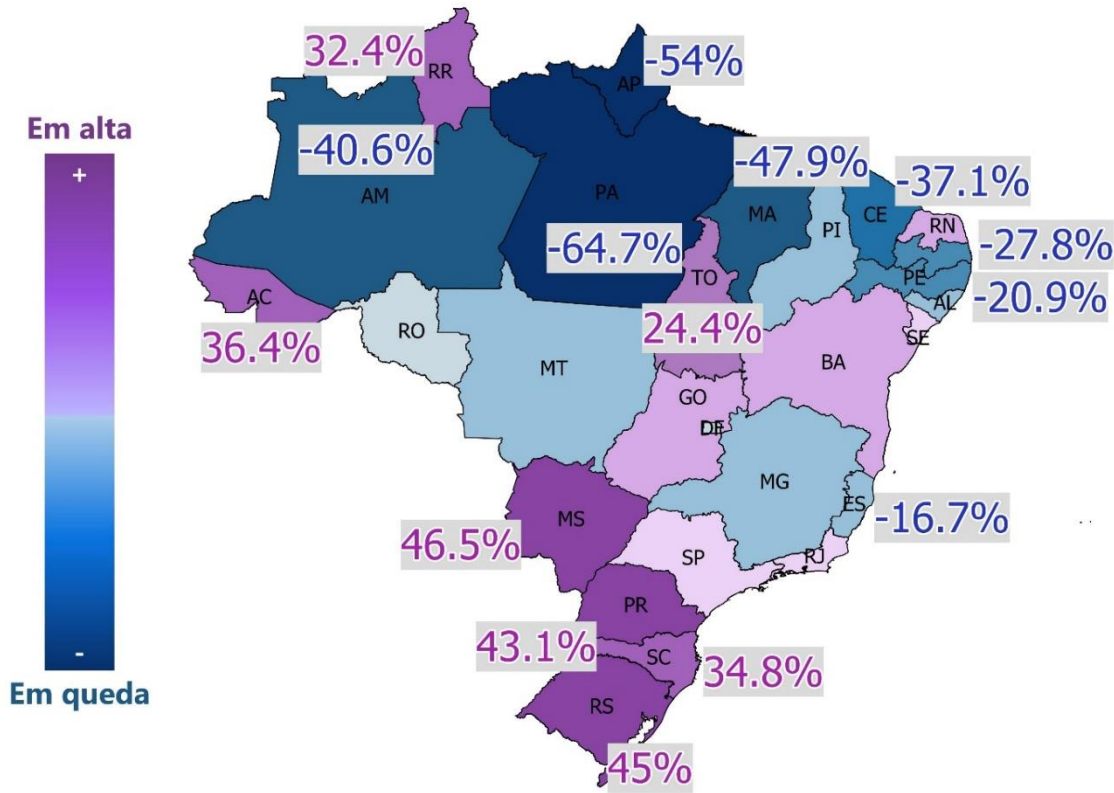 Em alta
+
-
Em queda
32.4%
RR
-54%
AP
-40.6%
AM
-47.9%
-37.1%
PA
MA
CE
PI
RN
-64.7%
-27.8%
TO
PE
AL
-20.9%
AC
36.4%
RO
24.4%
SE
MT
BA
GO
DF
MG
ES
-16.7%
MS
46.5%
SP
RJ
PR
43.1%
SC
34.8%
RS
45%